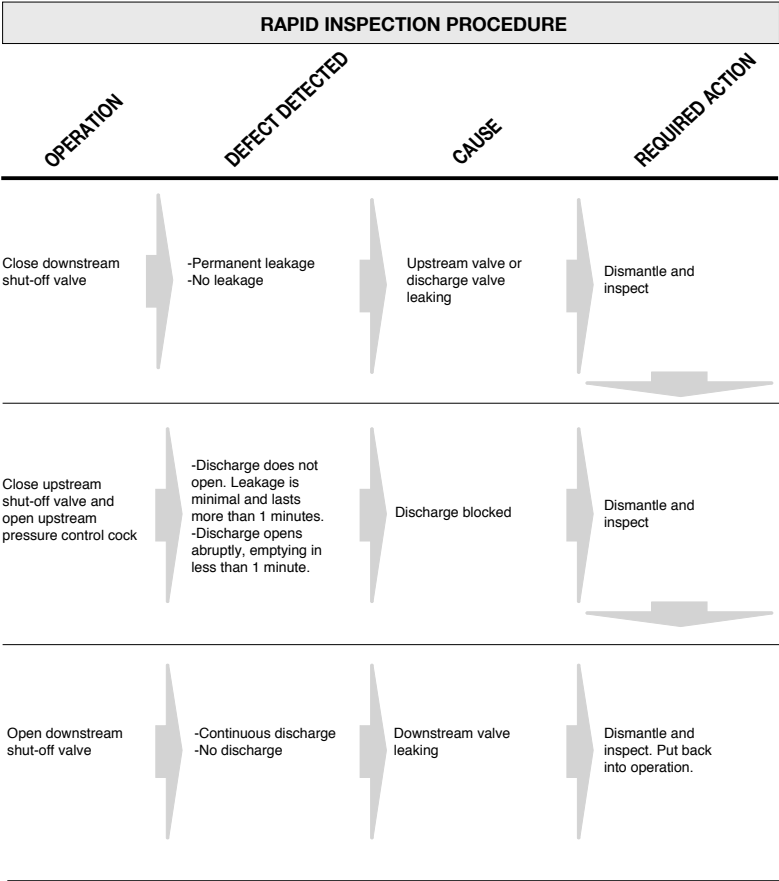 RAPID INSPECTION PROCEDURE
OPERATION
DEFECT DETECTED
CAUSE
REQUIRED ACTION
Close downstream
shut-off valve
-Permanent leakage
-No leakage
Upstream valve or
discharge valve
leaking
Dismantle and
inspect
Close upstream
shut-off valve and
open upstream
pressure control cock
-Discharge does not
open. Leakage is
minimal and lasts
more than 1 minutes.
-Discharge opens
abruptly, emptying in
less than 1 minute.
Discharge blocked
Dismantle and
inspect
Open downstream
shut-off valve
-Continuous discharge
-No discharge
Downstream valve
leaking
Dismantle and
inspect. Put back
into operation.